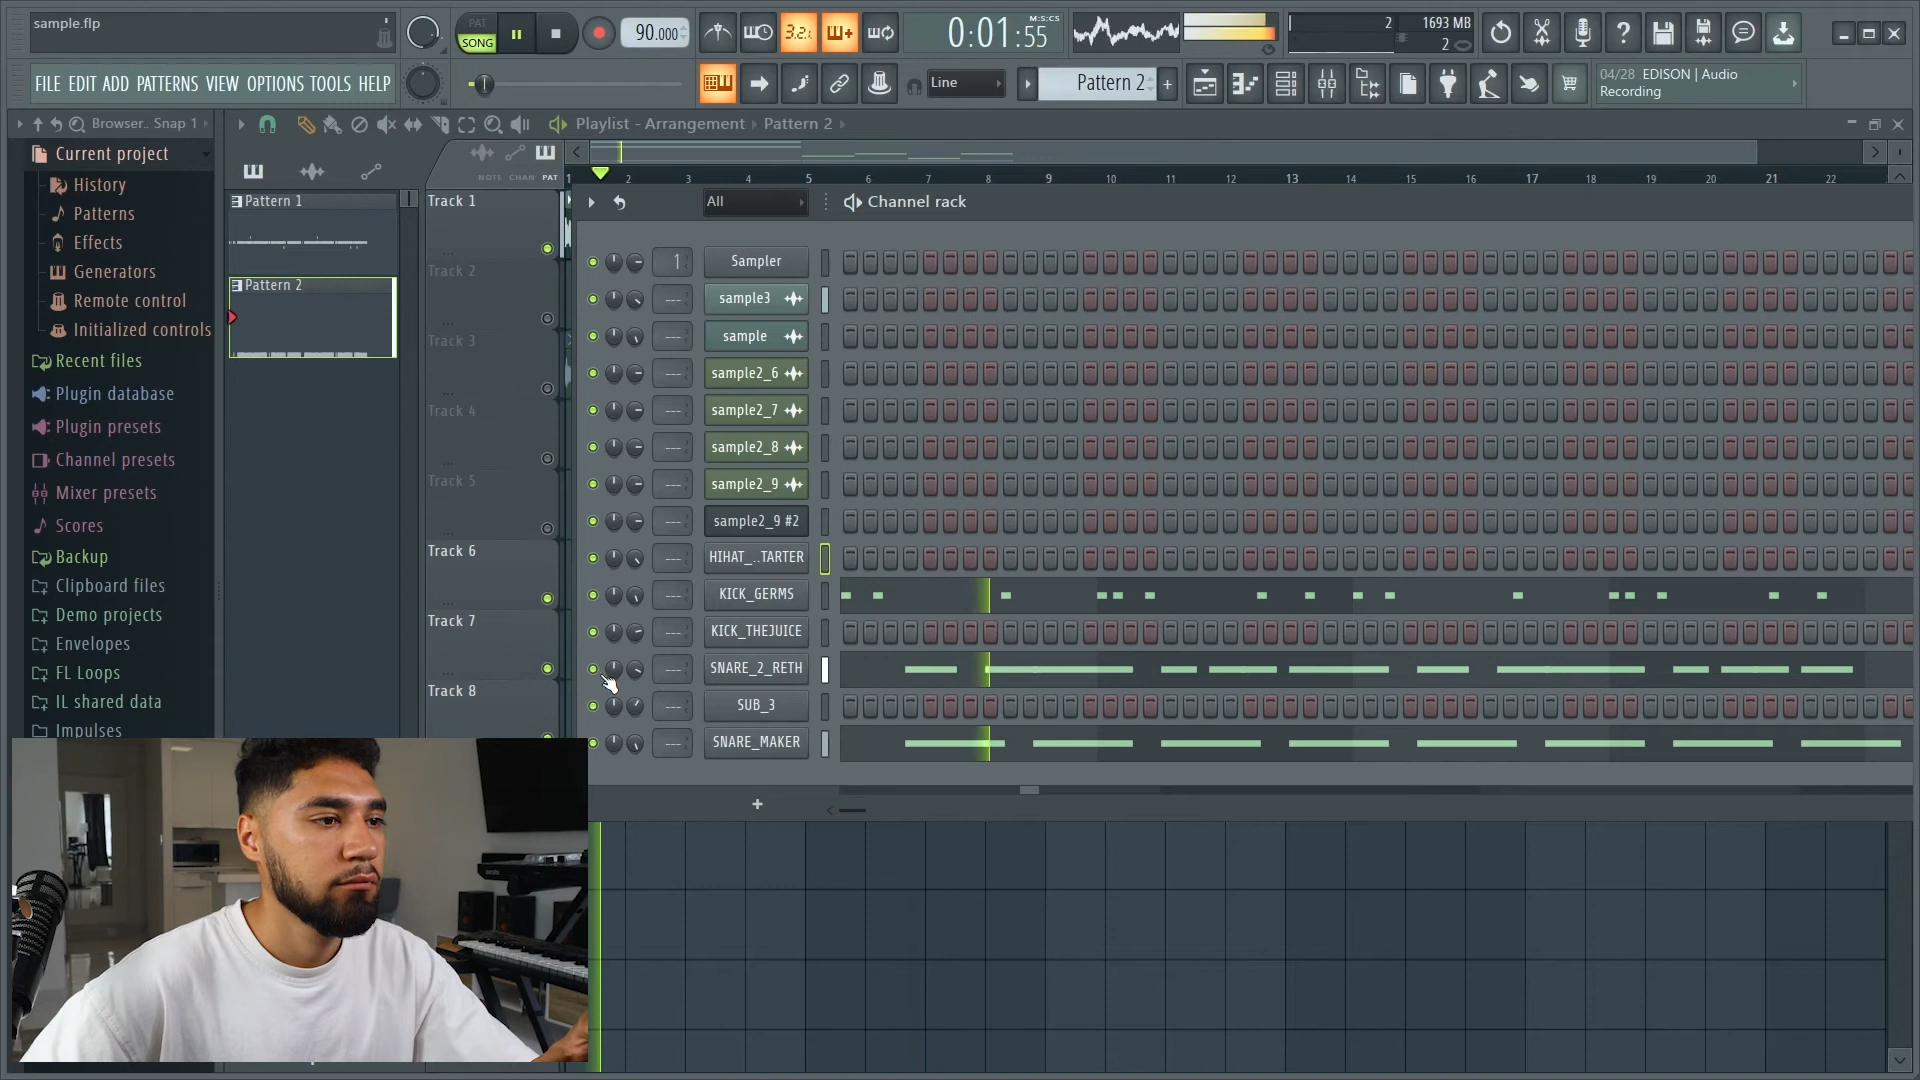 sample.flp
PAT
SONG
90.000
3.2.
0:01:55
M:S:CS
2
1693 MB
2
FILE EDIT ADD PATTERNS VIEW OPTIONS TOOLS HELP
Line
Pattern 2
+
04/28 EDISON | Audio
Recording
Browser.. Snap 1
Playlist - Arrangement
Pattern 2
Current project
History
Patterns
Effects
Generators
Remote control
Initialized controls
Recent files
Plugin database
Plugin presets
Channel presets
Mixer presets
Scores
Backup
Clipboard files
Demo projects
Envelopes
FL Loops
IL shared data
Impulses
Pattern 1
Pattern 2
NOTE CHAN PAT
1 2 3 4 5 6 7 8 9 10 11 12 13 14 15 16 17 18 19 20 21 22
Track 1
Track 2
Track 3
Track 4
Track 5
Track 6
Track 7
Track 8
All
Channel rack
1 Sampler
--- sample3
--- sample
--- sample2_6
--- sample2_7
--- sample2_8
--- sample2_9
--- sample2_9 #2
--- HIHAT_..TARTER
--- KICK_GERMS
--- KICK_THEJUICE
--- SNARE_2_RETH
--- SUB_3
--- SNARE_MAKER
+